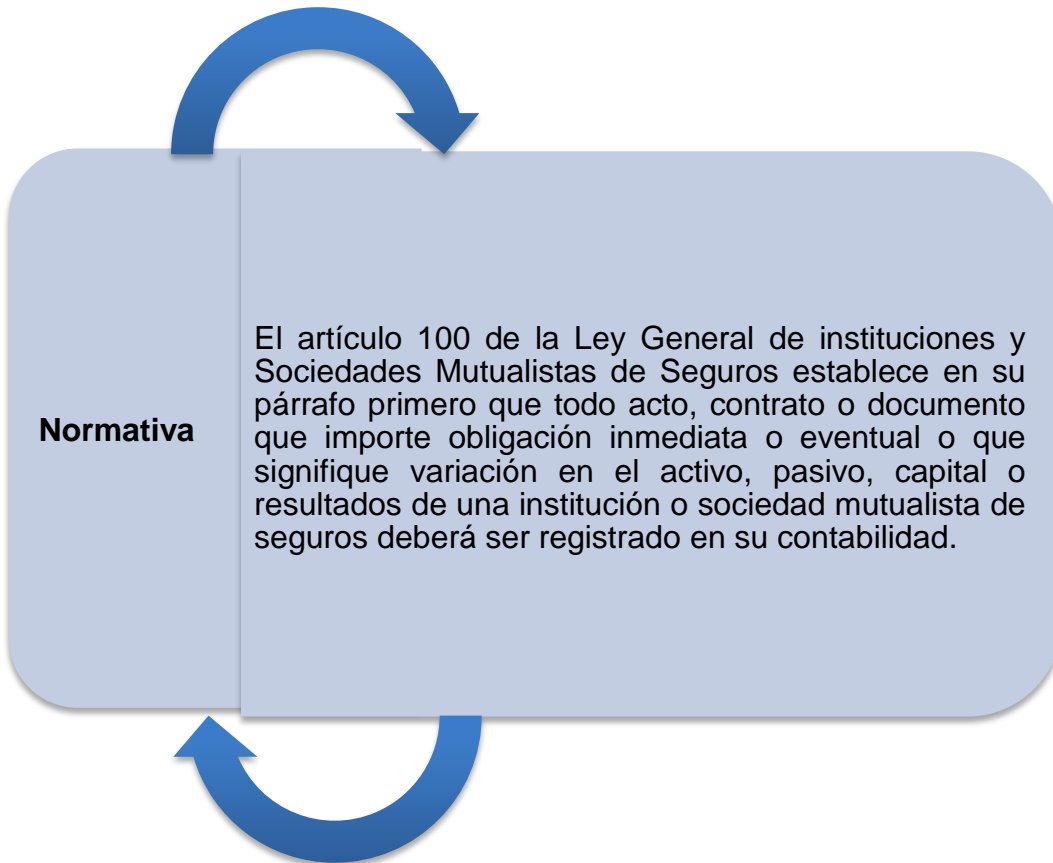 Normativa
El artículo 100 de la Ley General de instituciones y
Sociedades Mutualistas de Seguros establece en su
párrafo primero que todo acto, contrato o documento
que importe obligación inmediata o eventual o que
signifique variación en el activo, pasivo, capital o
resultados de una institución o sociedad mutualista de
seguros deberá ser registrado en su contabilidad.